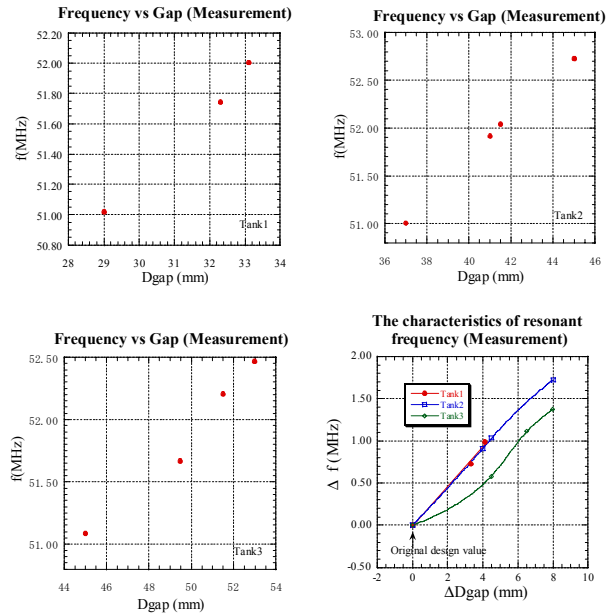 Frequency vs Gap (Measurement)
52.20
52.00
51.80
51.60
51.40
51.20
51.00
50.80
f(MHz)
Tank1
28 29 30 31 32 33 34
Dgap (mm)
Frequency vs Gap (Measurement)
53.00
52.00
51.00
f(MHz)
Tank2
36 38 40 42 44 46
Dgap (mm)
Frequency vs Gap (Measurement)
52.50
52.00
51.50
51.00
f(MHz)
Tank3
44 46 48 50 52 54
Dgap (mm)
The characteristics of resonant
frequency (Measurement)
2.00
1.50
1.00
0.50
0.00
-0.50
Δ f (MHz)
Tank1
Tank2
Tank3
Original design value
-2 0 2 4 6 8 10
ΔDgap (mm)